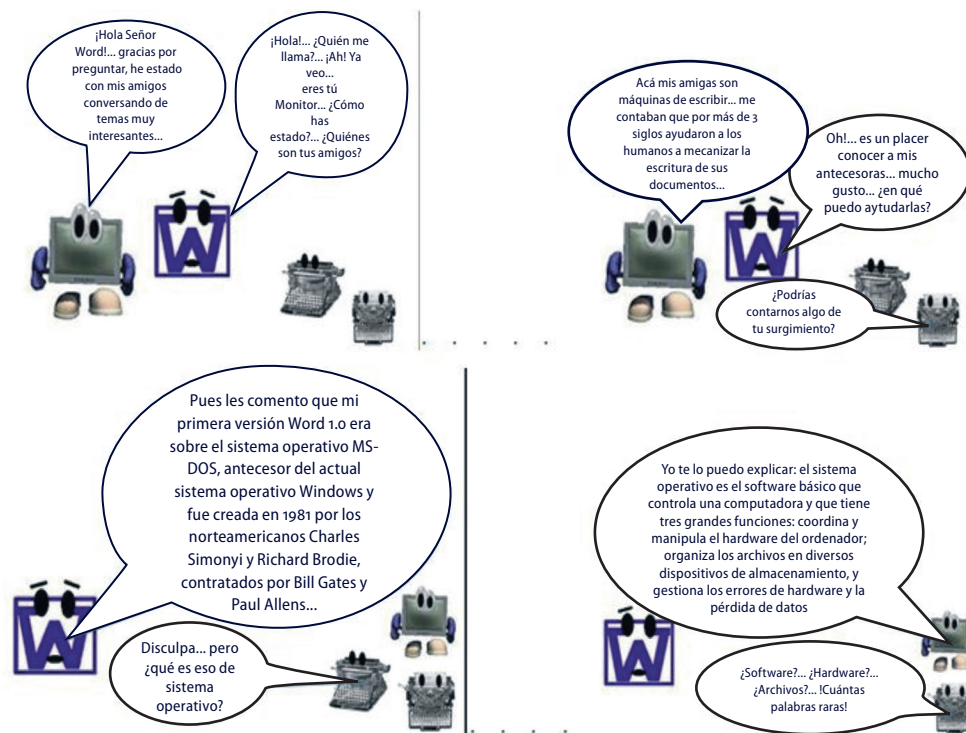 ¡Hola Señor
Word!... gracias por
preguntar, he estado
con mis amigos
conversando de
temas muy
interesantes...
¡Hola!... ¿Quién me
llama?... ¡Ah! Ya
veo...
eres tú
Monitor... ¿Cómo
has
estado?... ¿Quiénes
son tus amigos?
Acá mis amigas son
máquinas de escribir... me
contaban que por más de 3
siglos ayudaron a los
humanos a mecanizar la
escritura de sus
documentos...
Oh!... es un placer
conocer a mis
antecesoras... mucho
gusto... ¿en qué
puedo aytudarlas?
¿Podrías
contarnos algo de
tu surgimiento?
Pues les comento que mi
primera versión Word 1.0 era
sobre el sistema operativo MS-
DOS, antecesor del actual
sistema operativo Windows y
fue creada en 1981 por los
norteamericanos Charles
Simonyi y Richard Brodie,
contratados por Bill Gates y
Paul Allens...
Disculpa... pero
¿qué es eso de
sistema
operativo?
Yo te lo puedo explicar: el sistema
operativo es el software básico que
controla una computadora y que tiene
tres grandes funciones: coordina y
manipula el hardware del ordenador;
organiza los archivos en diversos
dispositivos de almacenamiento, y
gestiona los errores de hardware y la
pérdida de datos
¿Software?... ¿Hardware?...
¿Archivos?... !Cuántas
palabras raras!